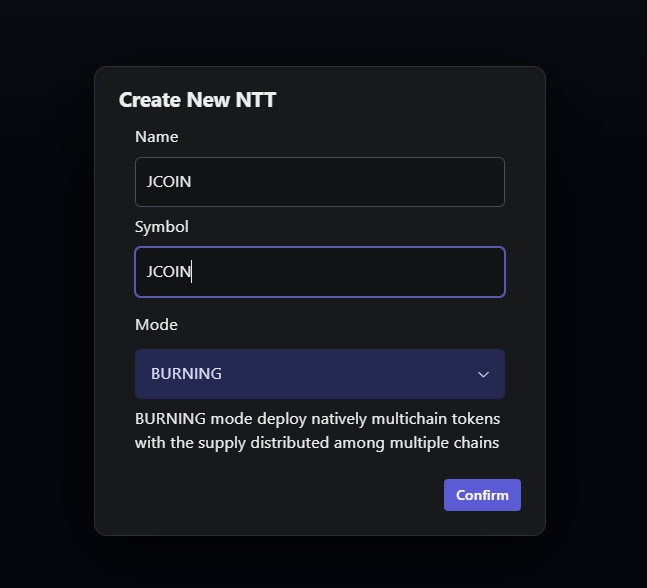 Create New NTT
Name
JCOIN
Symbol
JCOIN
Mode
BURNING
BURNING mode deploy natively multichain tokens
with the supply distributed among multiple chains
Confirm